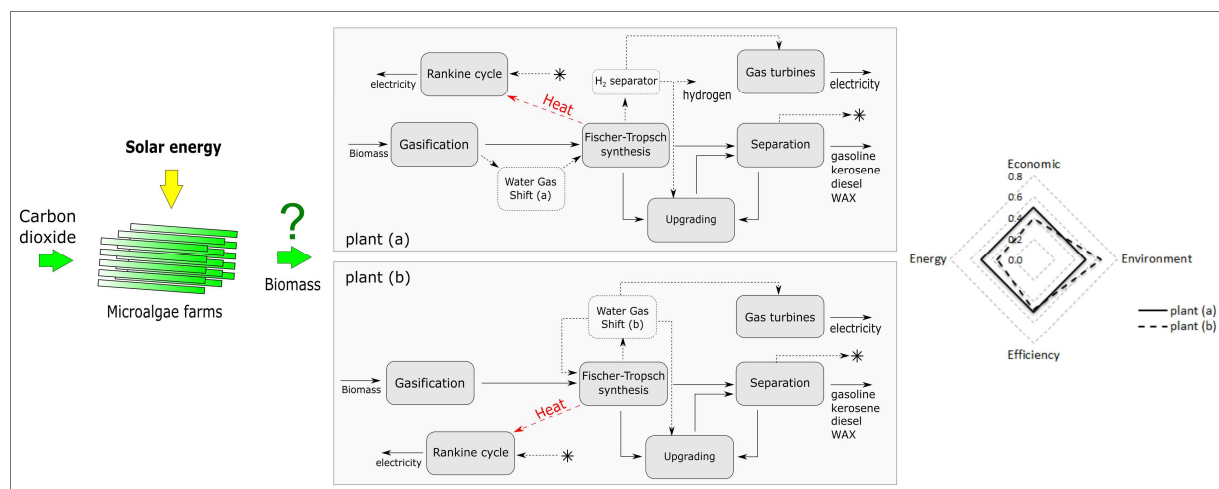 Solar energy
Carbon
dioxide
Microalgae farms
?
Biomass
Rankine cycle
electricity
Heat
H₂ separator
hydrogen
Gas turbines
electricity
Biomass
Gasification
Water Gas
Shift (a)
Fischer-Tropsch
synthesis
Separation
gasoline
kerosene
diesel
WAX
Upgrading
plant (a)
plant (b)
Water Gas
Shift (b)
Gas turbines
electricity
Biomass
Gasification
Fischer-Tropsch
synthesis
Separation
gasoline
kerosene
diesel
WAX
Heat
Rankine cycle
electricity
Upgrading
Economic
0.8
0.6
0.4
0.2
0.0
Energy
Environment
Efficiency
plant (a)
plant (b)